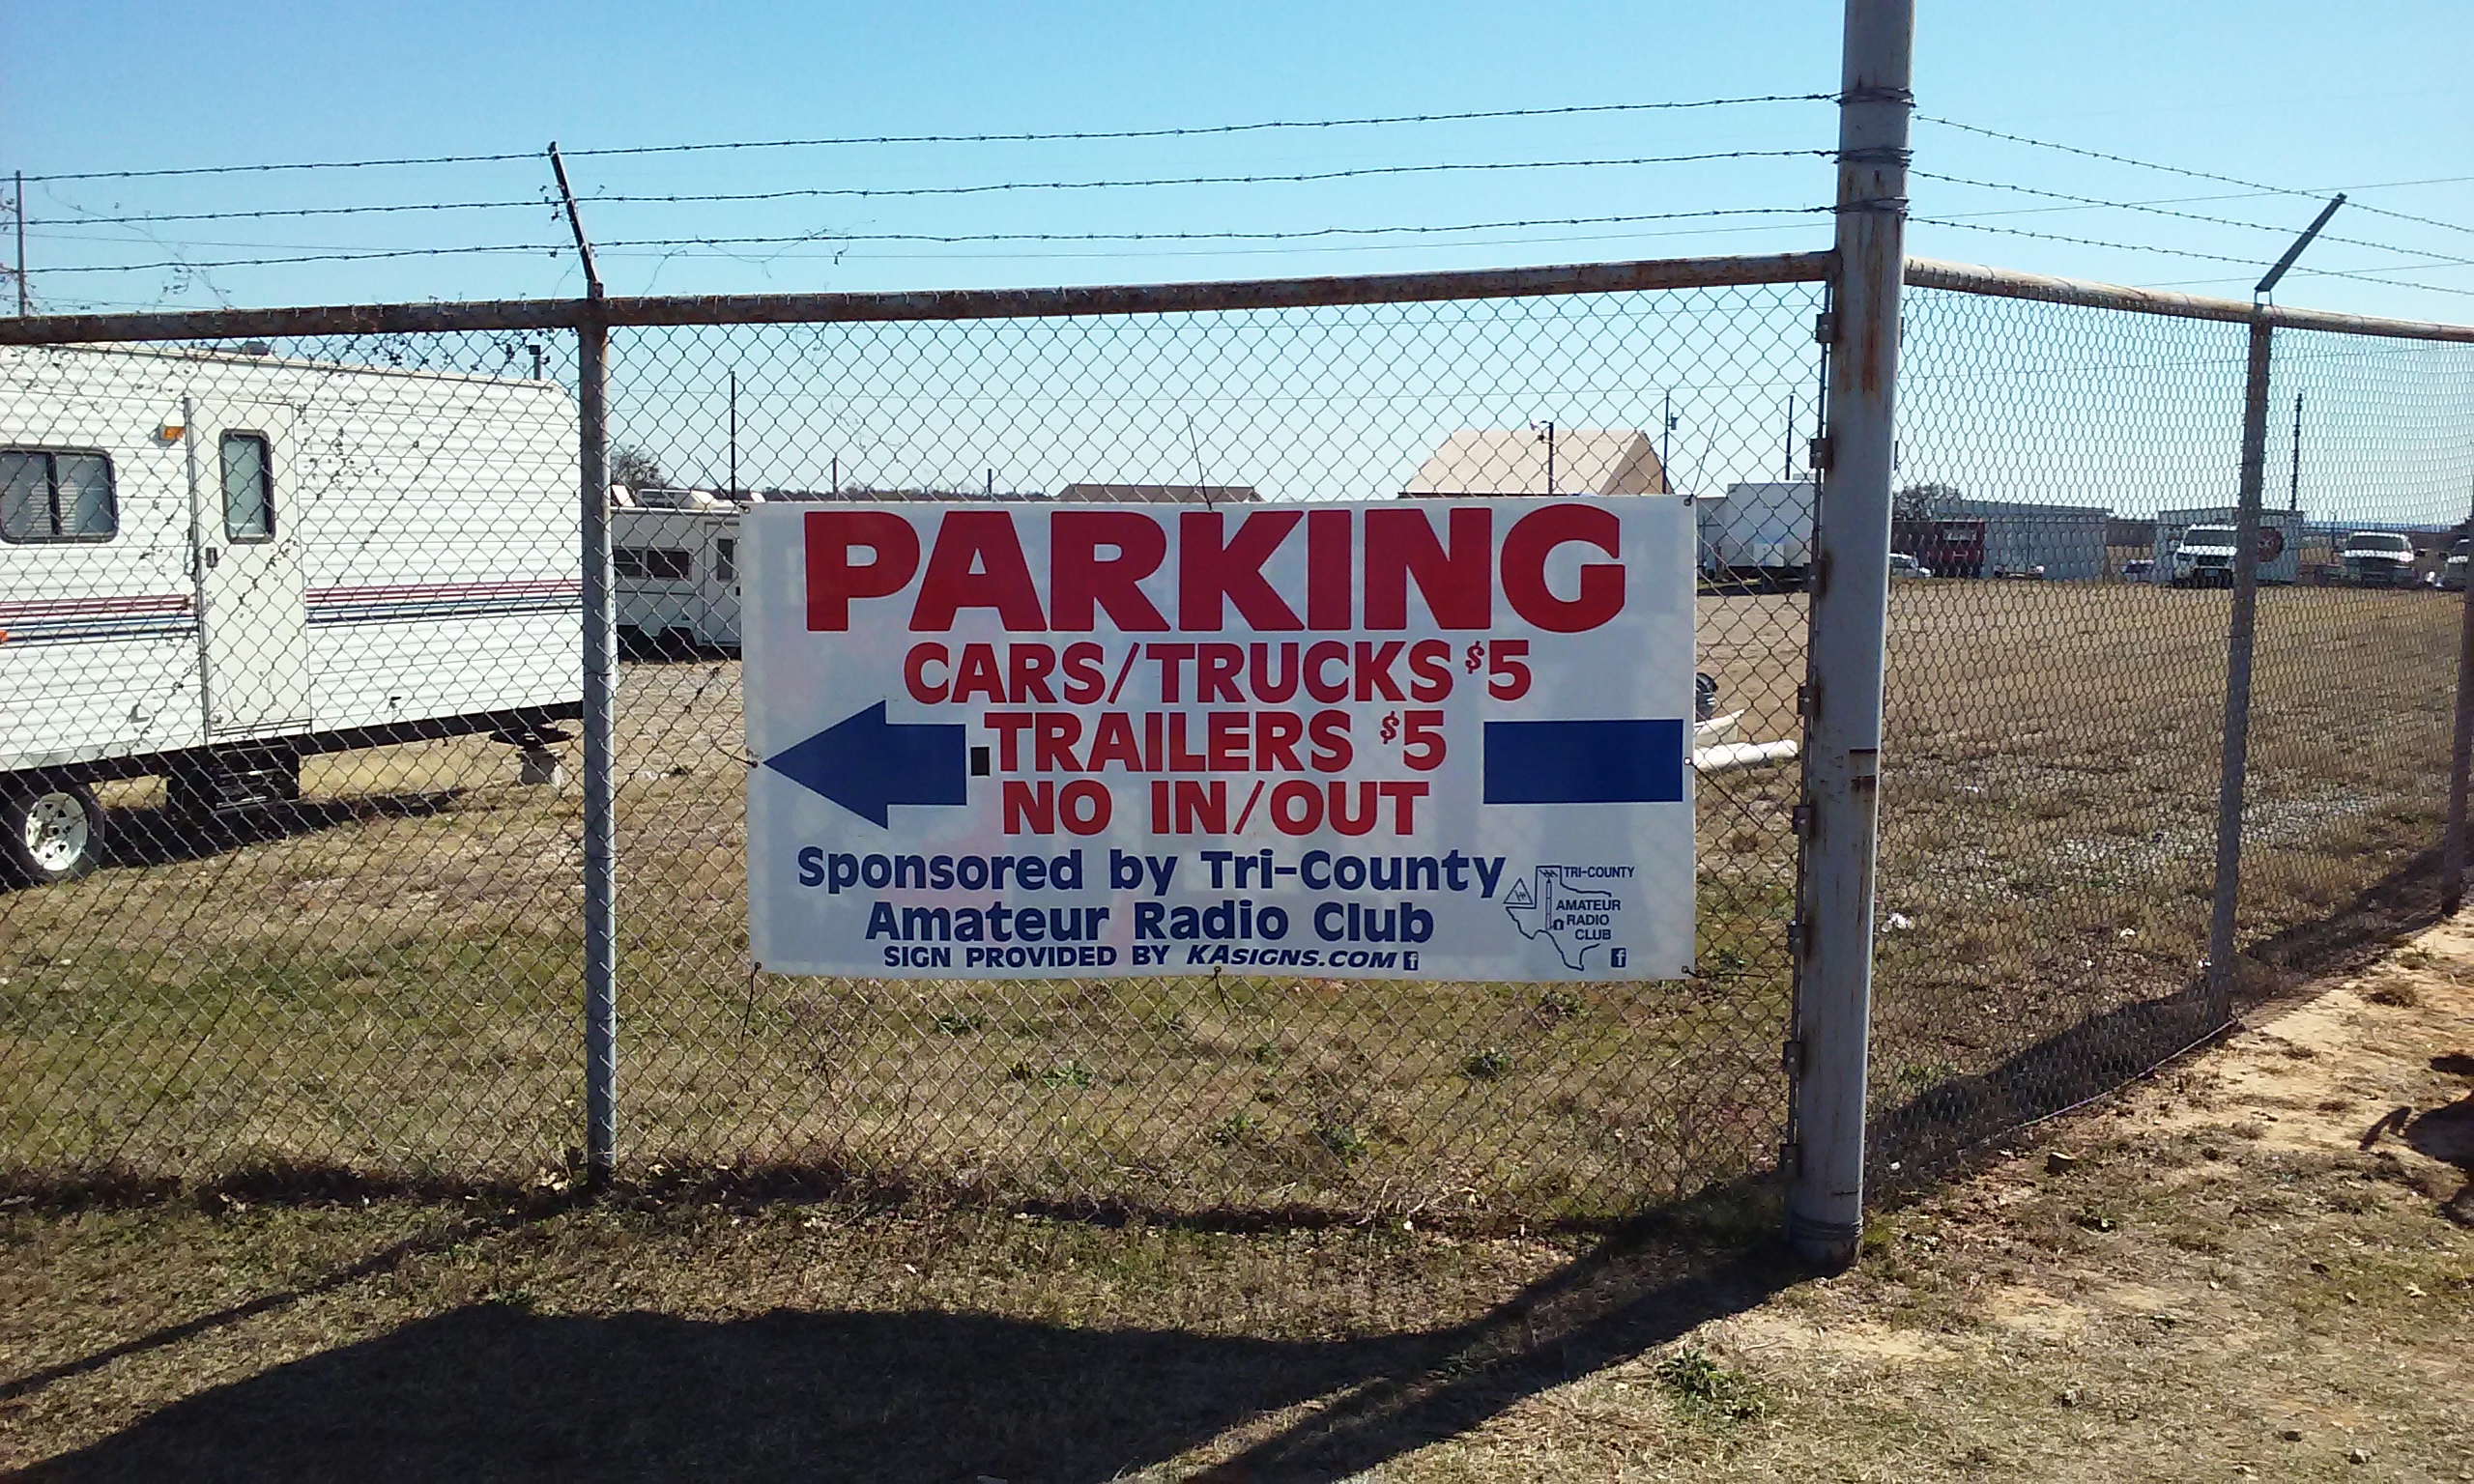 PARKING
CARS/TRUCKS $5
TRAILERS $5
NO IN/OUT
Sponsored by Tri-County
Amateur Radio Club
SIGN PROVIDED BY KASIGNS.COM f
TRI-COUNTY
AMATEUR
RADIO
CLUB
f